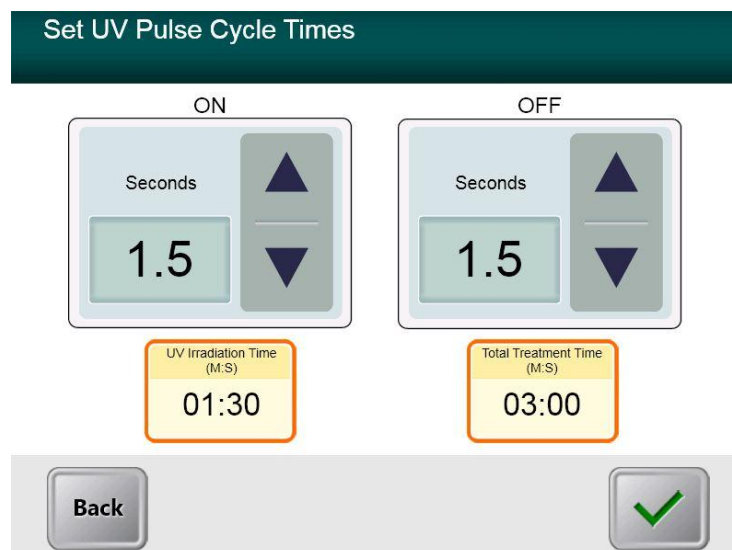 Set UV Pulse Cycle Times
ON
OFF
Seconds
Seconds
1.5
1.5
UV Irradiation Time
(M:S)
01:30
Total Treatment Time
(M:S)
03:00
Back